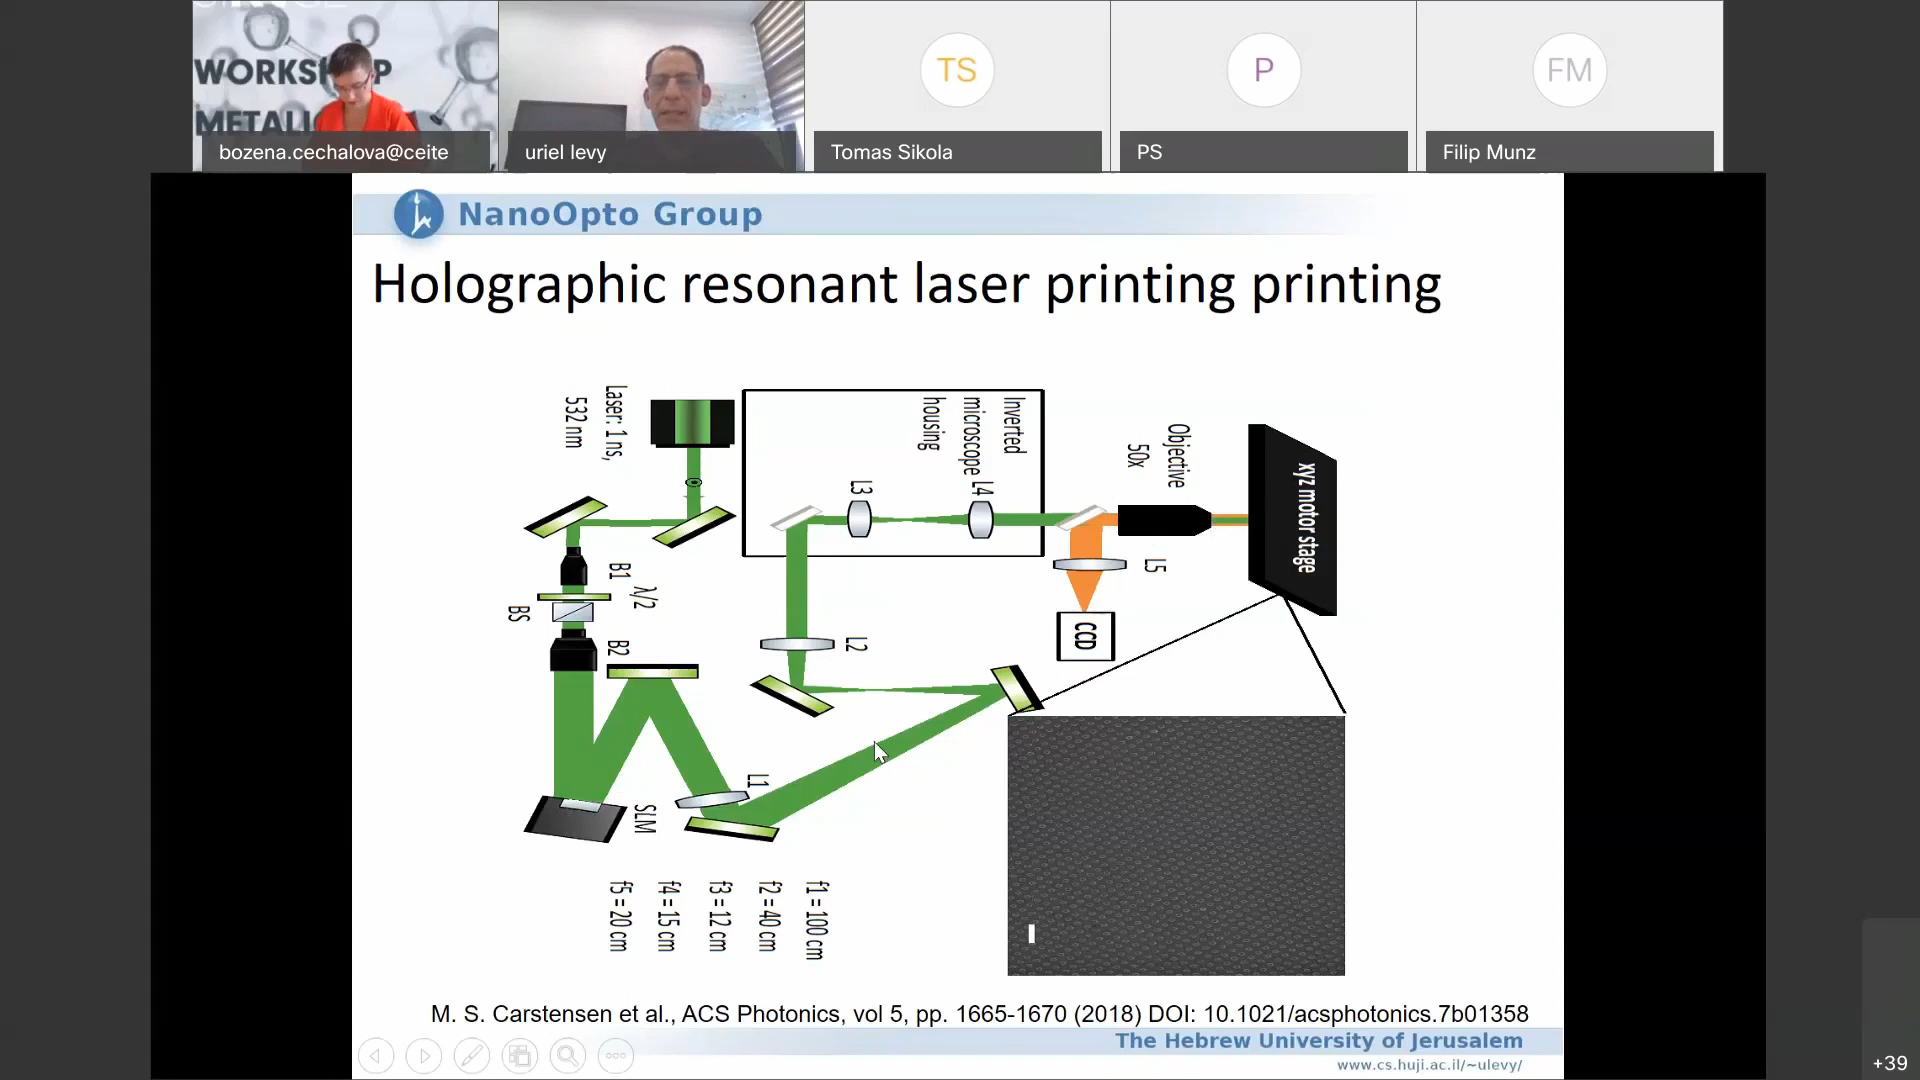 WORKSHOP
METALI
bozena.cechalova@ceite
uriel levy
TS
Tomas Sikola
P
PS
FM
Filip Munz
NanoOpto Group
Holographic resonant laser printing printing
Laser: 1 ns,
532 nm
Inverted
microscope
housing
L3
L4
Objective
50x
xyz motor stage
L5
CCD
B1
λ/2
BS
B2
L2
L1
SLM
f1 = 100 cm
f2 = 40 cm
f3 = 12 cm
f4 = 15 cm
f5 = 20 cm
M. S. Carstensen et al., ACS Photonics, vol 5, pp. 1665-1670 (2018) DOI: 10.1021/acsphotonics.7b01358
The Hebrew University of Jerusalem
www.cs.huji.ac.il/~ulevy/
+39